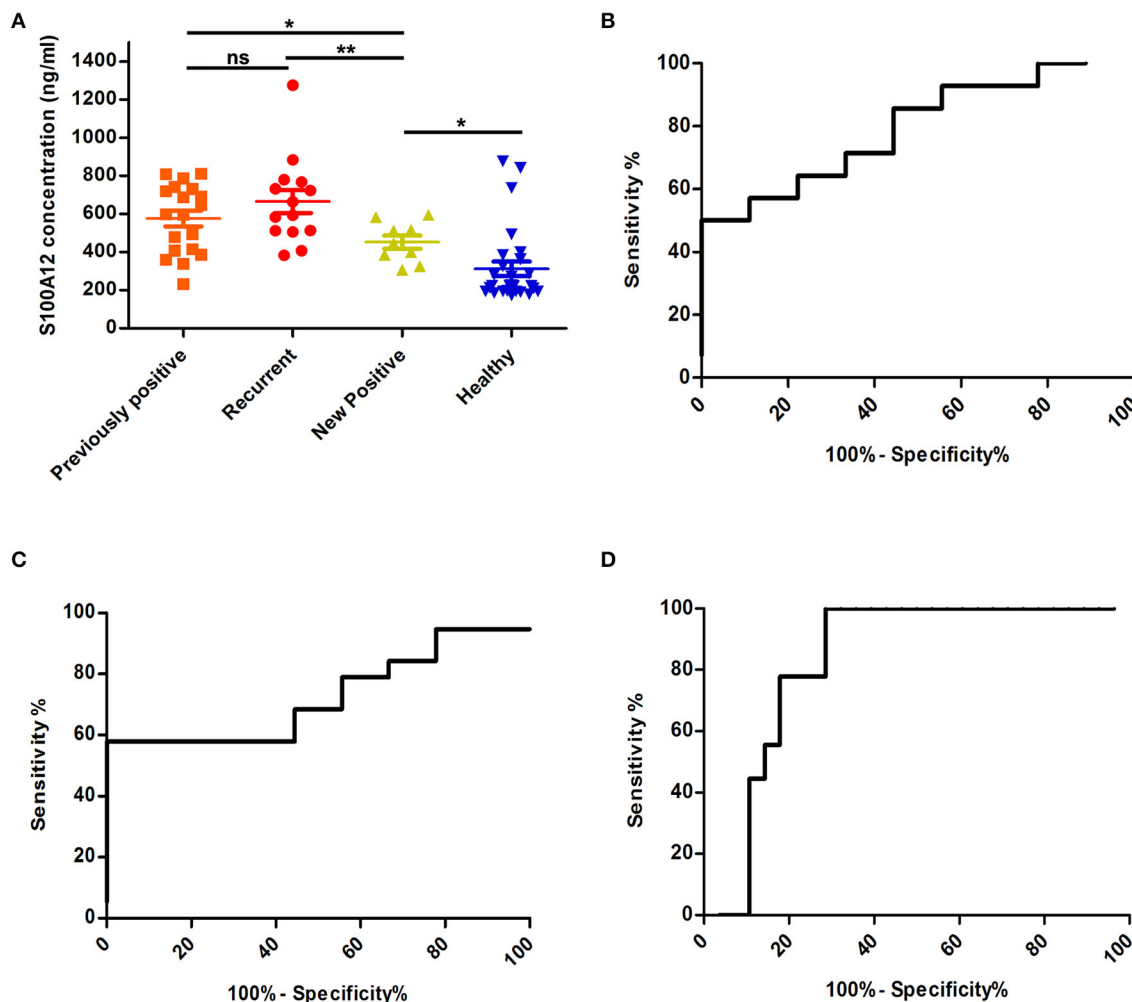 A
S100A12 concentration (ng/ml)
1400
1200
1000
800
600
400
200
0
*
ns
**
*
Previously positive
Recurrent
New Positive
Healthy
B
Sensitivity %
100
80
60
40
20
0
0
20
40
60
80
100
100% - Specificity%
C
Sensitivity %
100
80
60
40
20
0
0
20
40
60
80
100
100% - Specificity%
D
Sensitivity %
100
80
60
40
20
0
0
20
40
60
80
100
100% - Specificity%